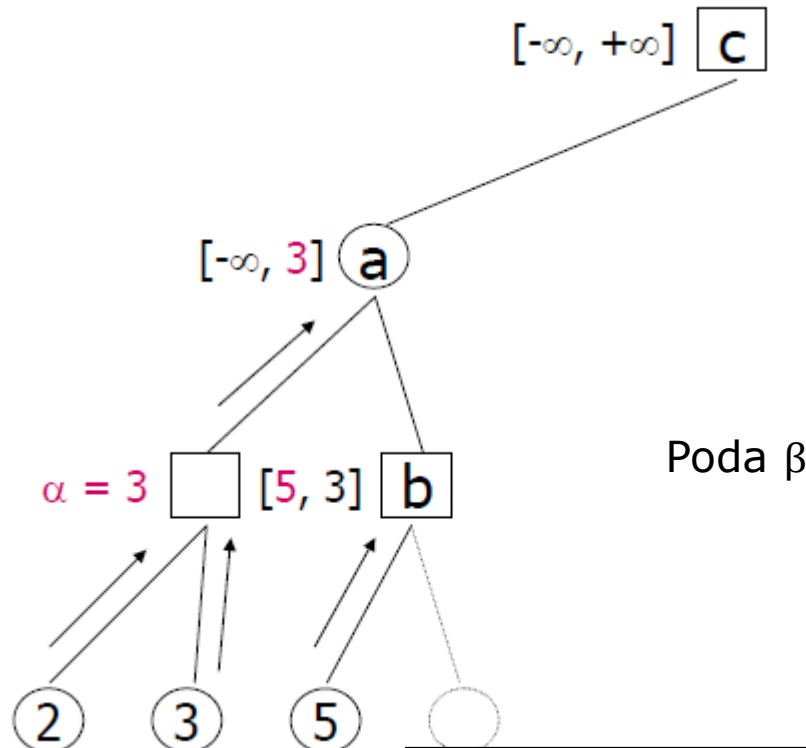 [-∞, +∞] c
[-∞, 3] a
α = 3 [5, 3] b
Poda β
2 3 5